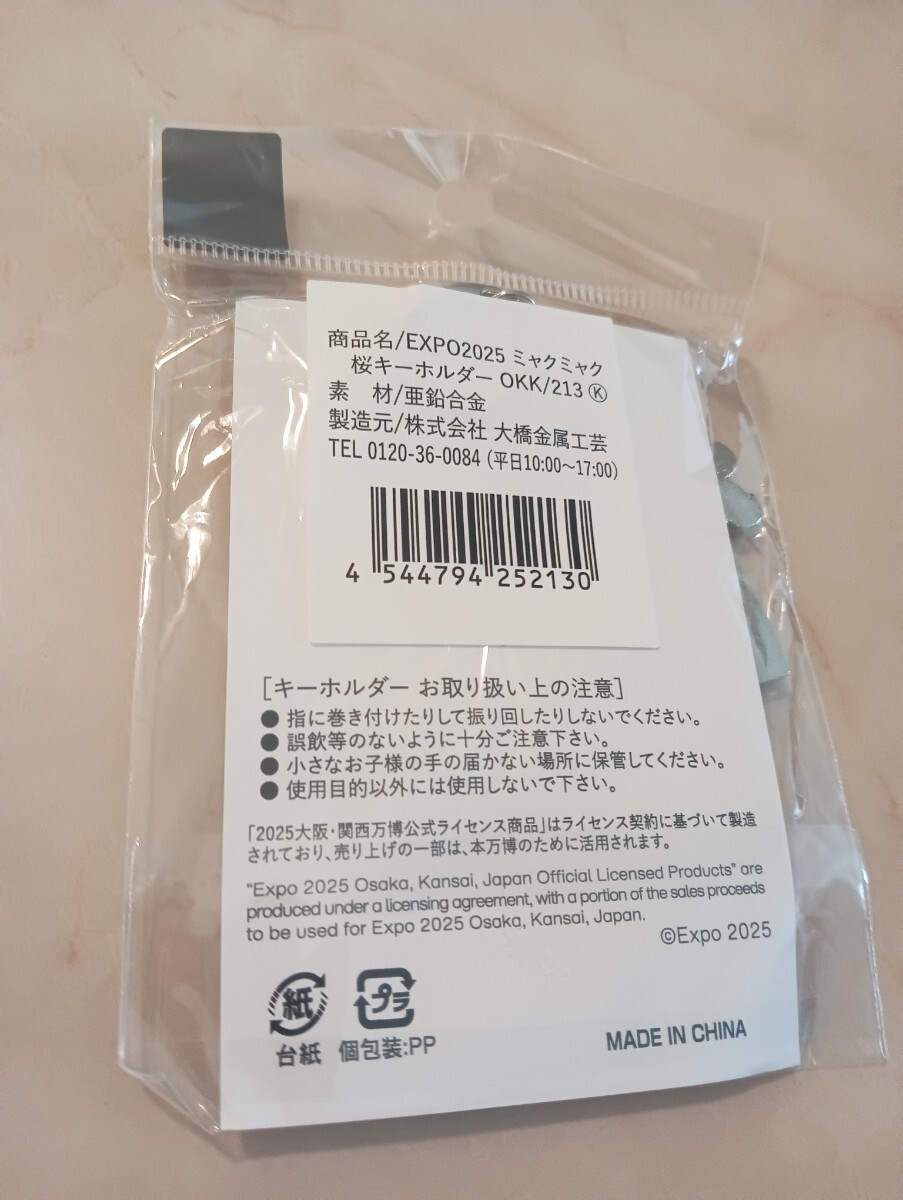 商品名/EXPO2025 ミャクミャク
桜キーホルダー OKK/213 Ⓚ
素　材/亜鉛合金
製造元/株式会社 大橋金属工芸
TEL 0120-36-0084 (平日10:00〜17:00)
4 544794 252130
[キーホルダー お取り扱い上の注意]
● 指に巻き付けたりして振り回したりしないでください。
● 誤飲等のないように十分ご注意下さい。
● 小さなお子様の手の届かない場所に保管してください。
● 使用目的以外には使用しないで下さい。
「2025大阪・関西万博公式ライセンス商品」はライセンス契約に基づいて製造
されており、売り上げの一部は、本万博のために活用されます。
“Expo 2025 Osaka, Kansai, Japan Official Licensed Products” are
produced under a licensing agreement, with a portion of the sales proceeds
to be used for Expo 2025 Osaka, Kansai, Japan.
©Expo 2025
紙 プラ
台紙 個包装:PP
MADE IN CHINA